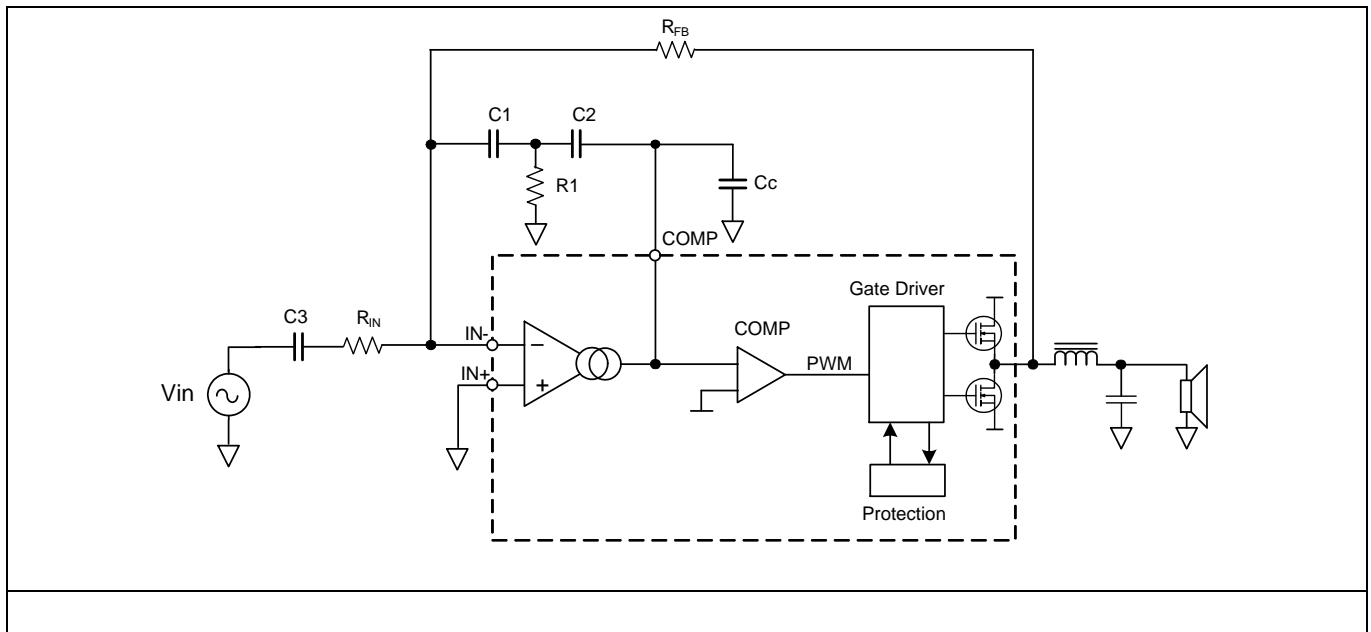 RFB
C1
C2
R1
Cc
COMP
Gate Driver
C3
RIN
IN-
COMP
PWM
IN+
Vin
Protection
−
+